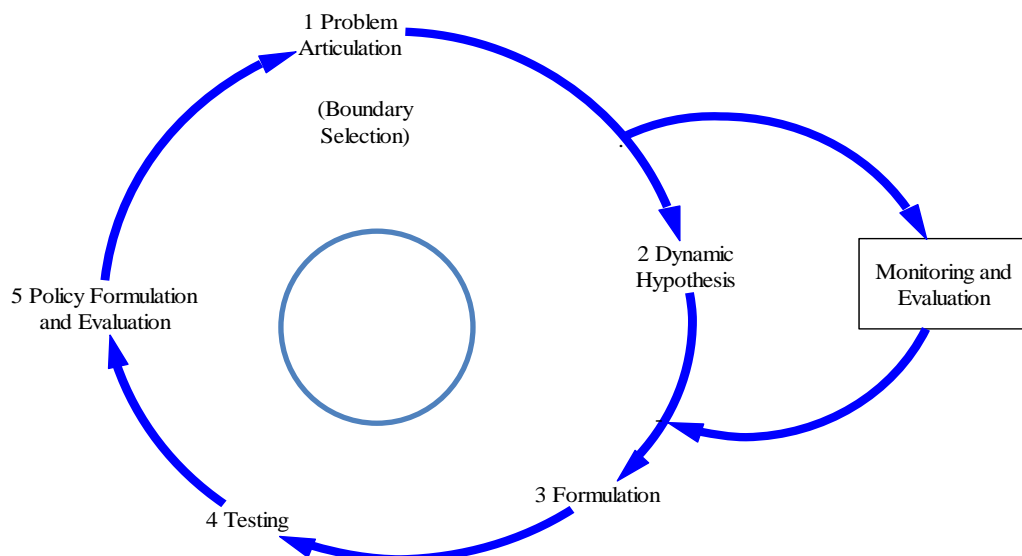 1 Problem
Articulation
(Boundary
Selection)
2 Dynamic
Hypothesis
Monitoring and
Evaluation
5 Policy Formulation
and Evaluation
3 Formulation
4 Testing